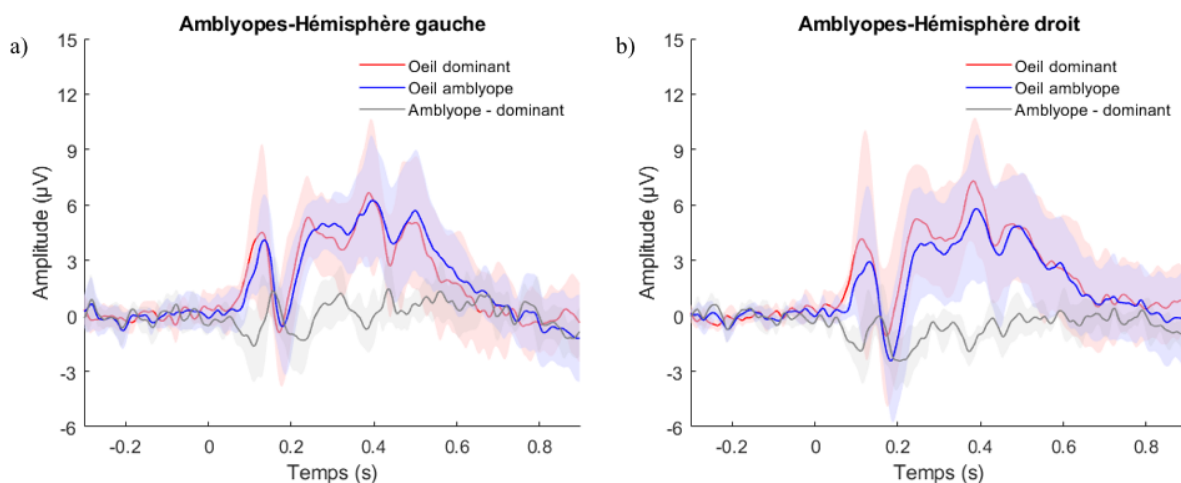 a)
Amblyopes-Hémisphère gauche
15
12
9
6
3
0
-3
-6
Amplitude (µV)
Oeil dominant
Oeil amblyope
Amblyope - dominant
-0.2
0
0.2
0.4
0.6
0.8
Temps (s)
b)
Amblyopes-Hémisphère droit
15
12
9
6
3
0
-3
-6
Amplitude (µV)
Oeil dominant
Oeil amblyope
Amblyope - dominant
-0.2
0
0.2
0.4
0.6
0.8
Temps (s)